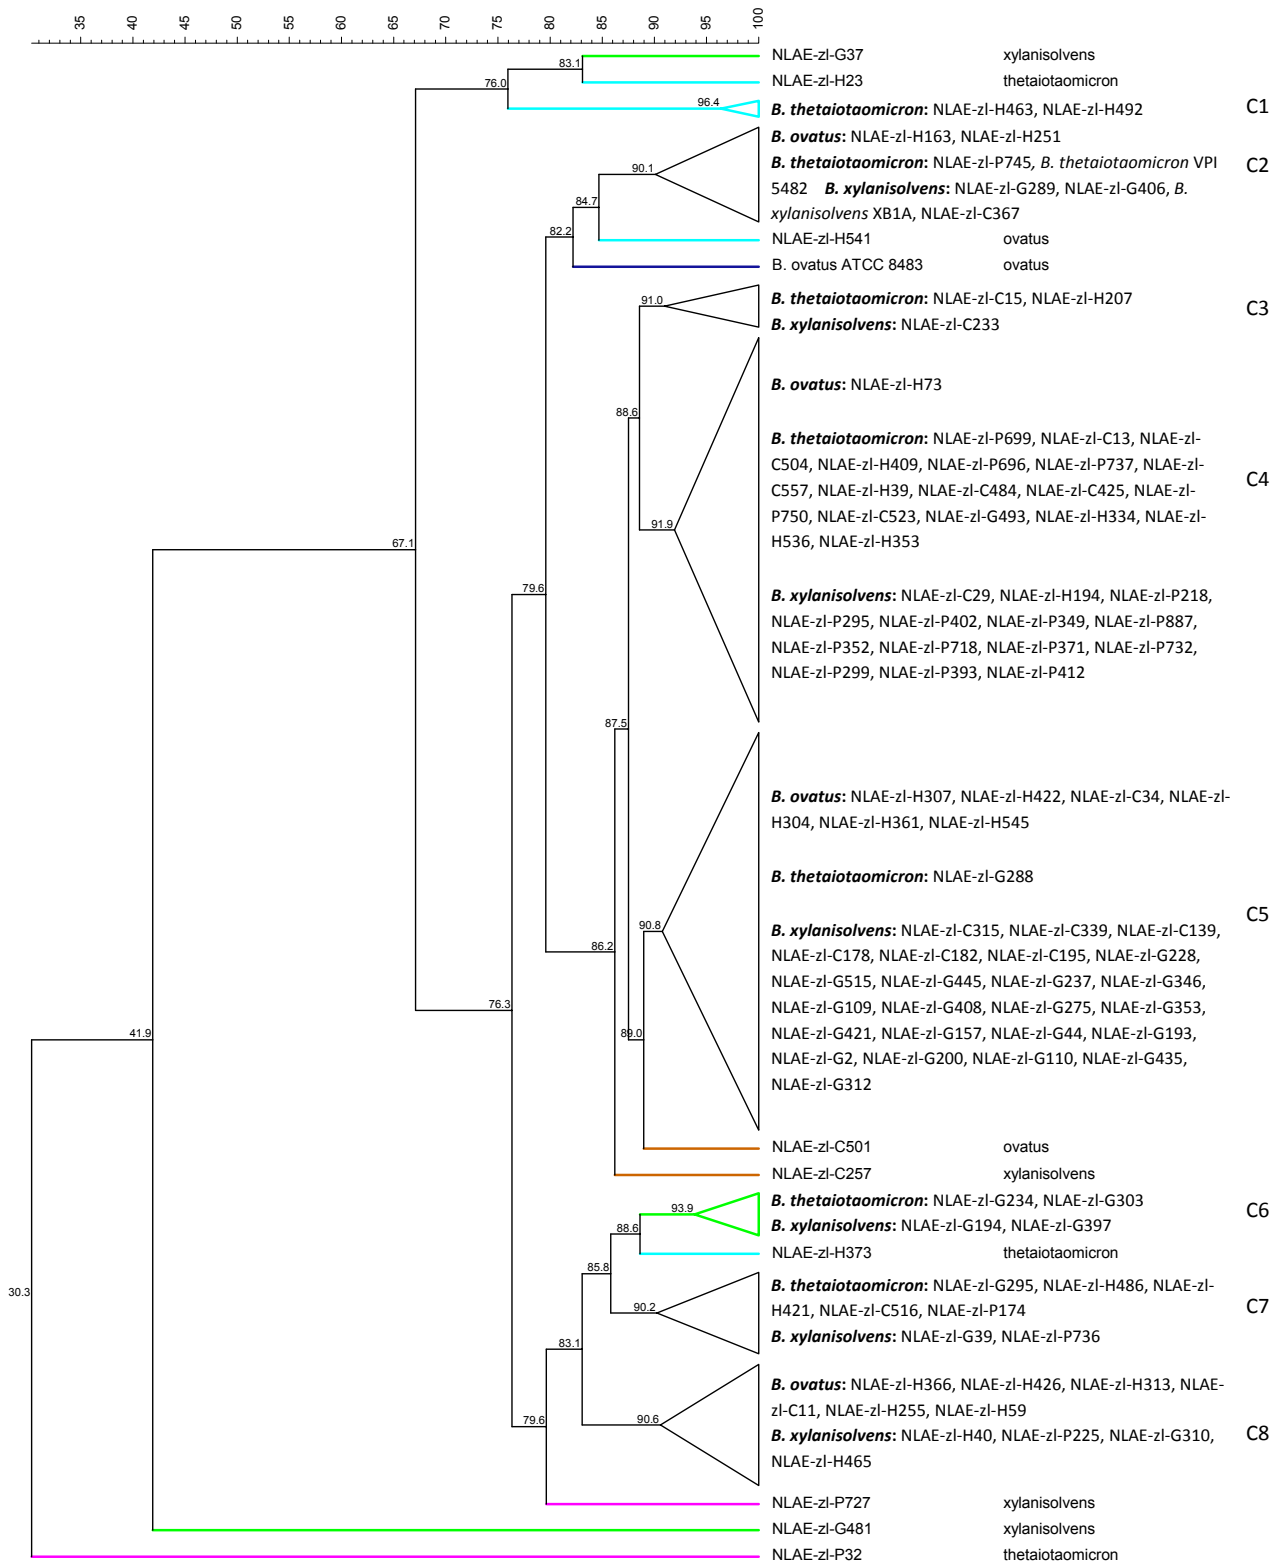 35 40 45 50 55 60 65 70 75 80 85 90 95 100
NLAE-zl-G37 xylanisolvens
83.1
NLAE-zl-H23 thetaiotaomicron
76.0
96.4
B. thetaiotaomicron: NLAE-zl-H463, NLAE-zl-H492 C1
B. ovatus: NLAE-zl-H163, NLAE-zl-H251
B. thetaiotaomicron: NLAE-zl-P745, B. thetaiotaomicron VPI C2
90.1
5482 B. xylanisolvens: NLAE-zl-G289, NLAE-zl-G406, B.
84.7
xylanisolvens XB1A, NLAE-zl-C367
82.2
NLAE-zl-H541 ovatus
B. ovatus ATCC 8483 ovatus
91.0
B. thetaiotaomicron: NLAE-zl-C15, NLAE-zl-H207
C3
B. xylanisolvens: NLAE-zl-C233
B. ovatus: NLAE-zl-H73
88.6
B. thetaiotaomicron: NLAE-zl-P699, NLAE-zl-C13, NLAE-zl-
C504, NLAE-zl-H409, NLAE-zl-P696, NLAE-zl-P737, NLAE-zl-
C4
C557, NLAE-zl-H39, NLAE-zl-C484, NLAE-zl-C425, NLAE-zl-
P750, NLAE-zl-C523, NLAE-zl-G493, NLAE-zl-H334, NLAE-zl-
91.9
H536, NLAE-zl-H353
67.1
79.6
B. xylanisolvens: NLAE-zl-C29, NLAE-zl-H194, NLAE-zl-P218,
NLAE-zl-P295, NLAE-zl-P402, NLAE-zl-P349, NLAE-zl-P887,
NLAE-zl-P352, NLAE-zl-P718, NLAE-zl-P371, NLAE-zl-P732,
NLAE-zl-P299, NLAE-zl-P393, NLAE-zl-P412
87.5
B. ovatus: NLAE-zl-H307, NLAE-zl-H422, NLAE-zl-C34, NLAE-zl-
H304, NLAE-zl-H361, NLAE-zl-H545
B. thetaiotaomicron: NLAE-zl-G288
C5
90.8
B. xylanisolvens: NLAE-zl-C315, NLAE-zl-C339, NLAE-zl-C139,
86.2
NLAE-zl-C178, NLAE-zl-C182, NLAE-zl-C195, NLAE-zl-G228,
NLAE-zl-G515, NLAE-zl-G445, NLAE-zl-G237, NLAE-zl-G346,
76.3
NLAE-zl-G109, NLAE-zl-G408, NLAE-zl-G275, NLAE-zl-G353,
41.9
89.0
NLAE-zl-G421, NLAE-zl-G157, NLAE-zl-G44, NLAE-zl-G193,
NLAE-zl-G2, NLAE-zl-G200, NLAE-zl-G110, NLAE-zl-G435,
NLAE-zl-G312
NLAE-zl-C501 ovatus
NLAE-zl-C257 xylanisolvens
B. thetaiotaomicron: NLAE-zl-G234, NLAE-zl-G303
93.9
C6
B. xylanisolvens: NLAE-zl-G194, NLAE-zl-G397
88.6
NLAE-zl-H373 thetaiotaomicron
85.8
B. thetaiotaomicron: NLAE-zl-G295, NLAE-zl-H486, NLAE-zl-
30.3
90.2
H421, NLAE-zl-C516, NLAE-zl-P174
C7
B. xylanisolvens: NLAE-zl-G39, NLAE-zl-P736
83.1
B. ovatus: NLAE-zl-H366, NLAE-zl-H426, NLAE-zl-H313, NLAE-
zl-C11, NLAE-zl-H255, NLAE-zl-H59
79.6
90.6
B. xylanisolvens: NLAE-zl-H40, NLAE-zl-P225, NLAE-zl-G310,
C8
NLAE-zl-H465
NLAE-zl-P727 xylanisolvens
NLAE-zl-G481 xylanisolvens
NLAE-zl-P32 thetaiotaomicron